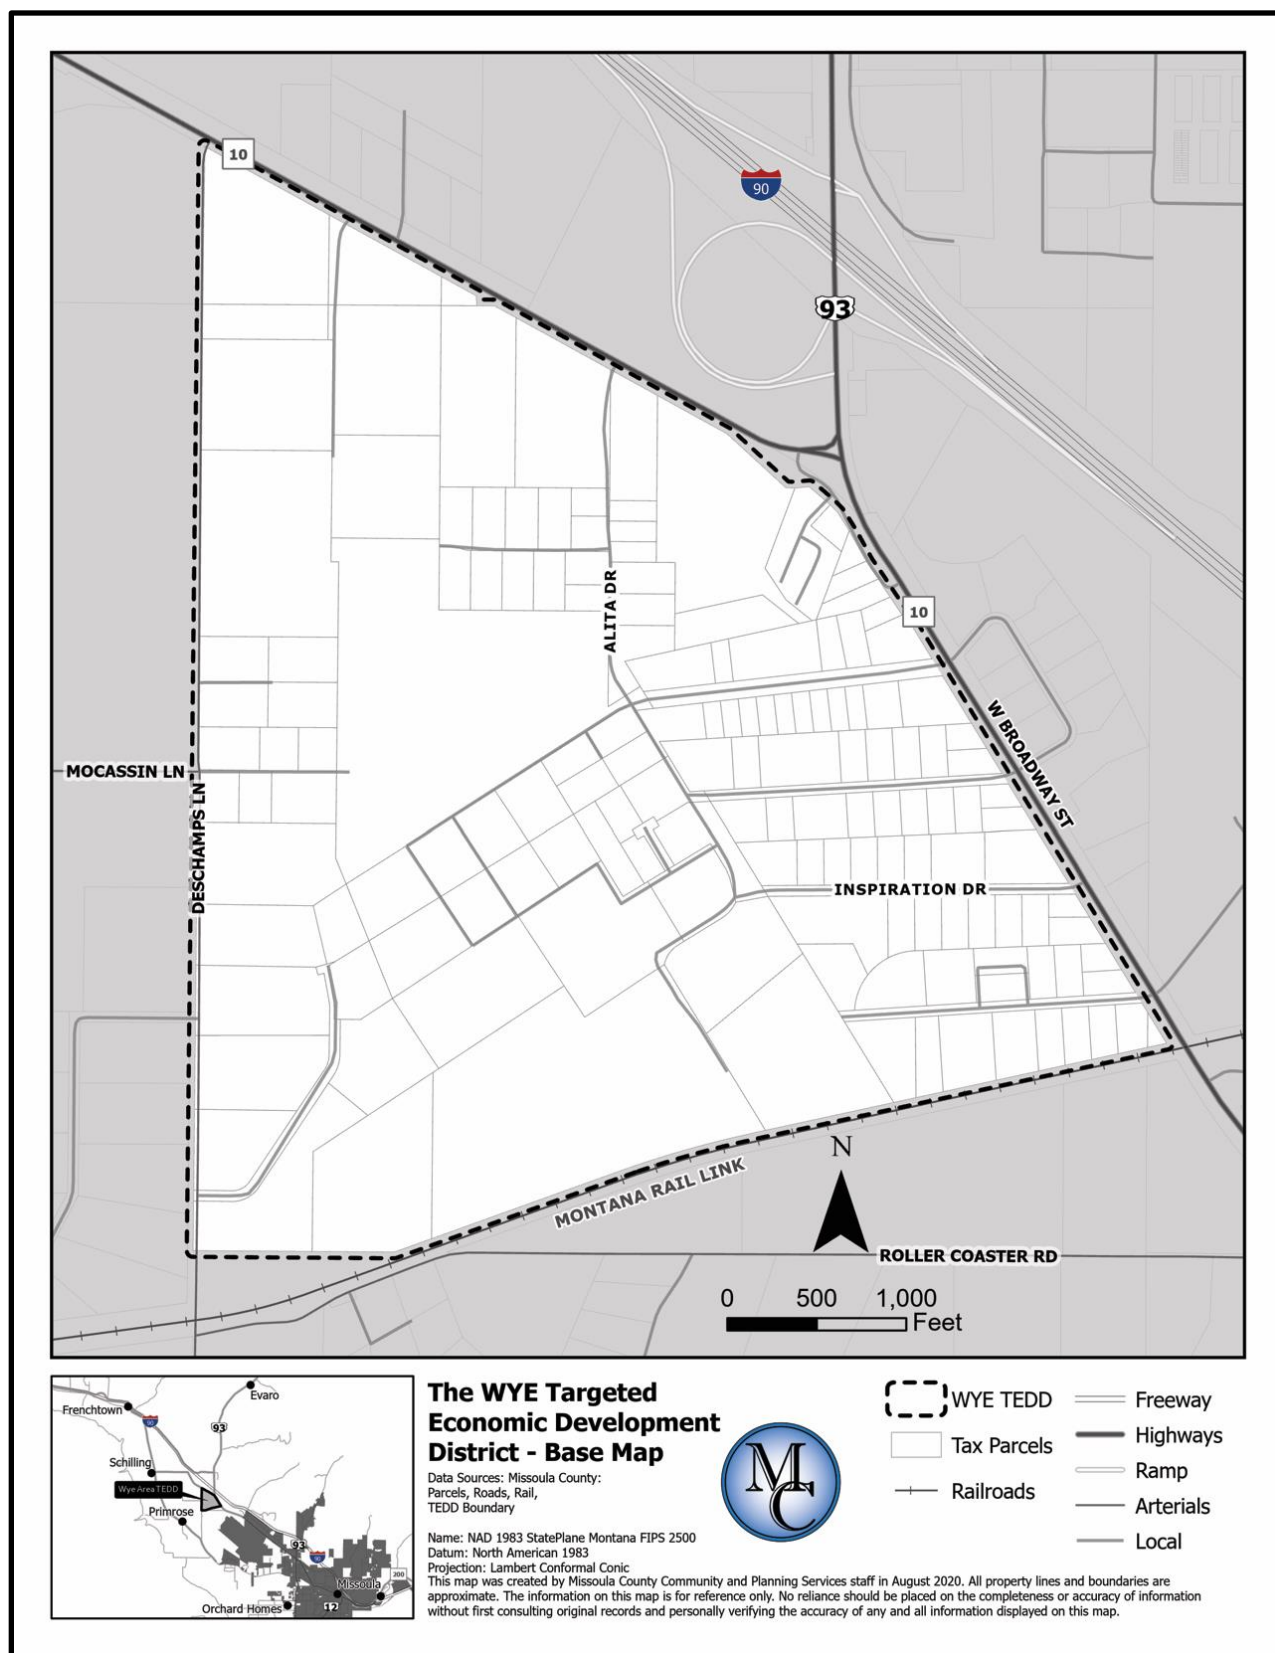 10
90
93
ALITA DR
10
W BROADWAY ST
MOCASSIN LN
DESCHAMPS LN
INSPIRATION DR
MONTANA RAIL LINK
N
ROLLER COASTER RD
0 500 1,000
Feet
Evaro
Frenchtown
90
93
Schilling
Wye Area TEDD
Primrose
93
90
200
Missoula
Orchard Homes
12
The WYE Targeted
Economic Development
District - Base Map
Data Sources: Missoula County:
Parcels, Roads, Rail,
TEDD Boundary
Name: NAD 1983 StatePlane Montana FIPS 2500
Datum: North American 1983
Projection: Lambert Conformal Conic
This map was created by Missoula County Community and Planning Services staff in August 2020. All property lines and boundaries are
approximate. The information on this map is for reference only. No reliance should be placed on the completeness or accuracy of information
without first consulting original records and personally verifying the accuracy of any and all information displayed on this map.
MC
WYE TEDD
Tax Parcels
Railroads
Freeway
Highways
Ramp
Arterials
Local